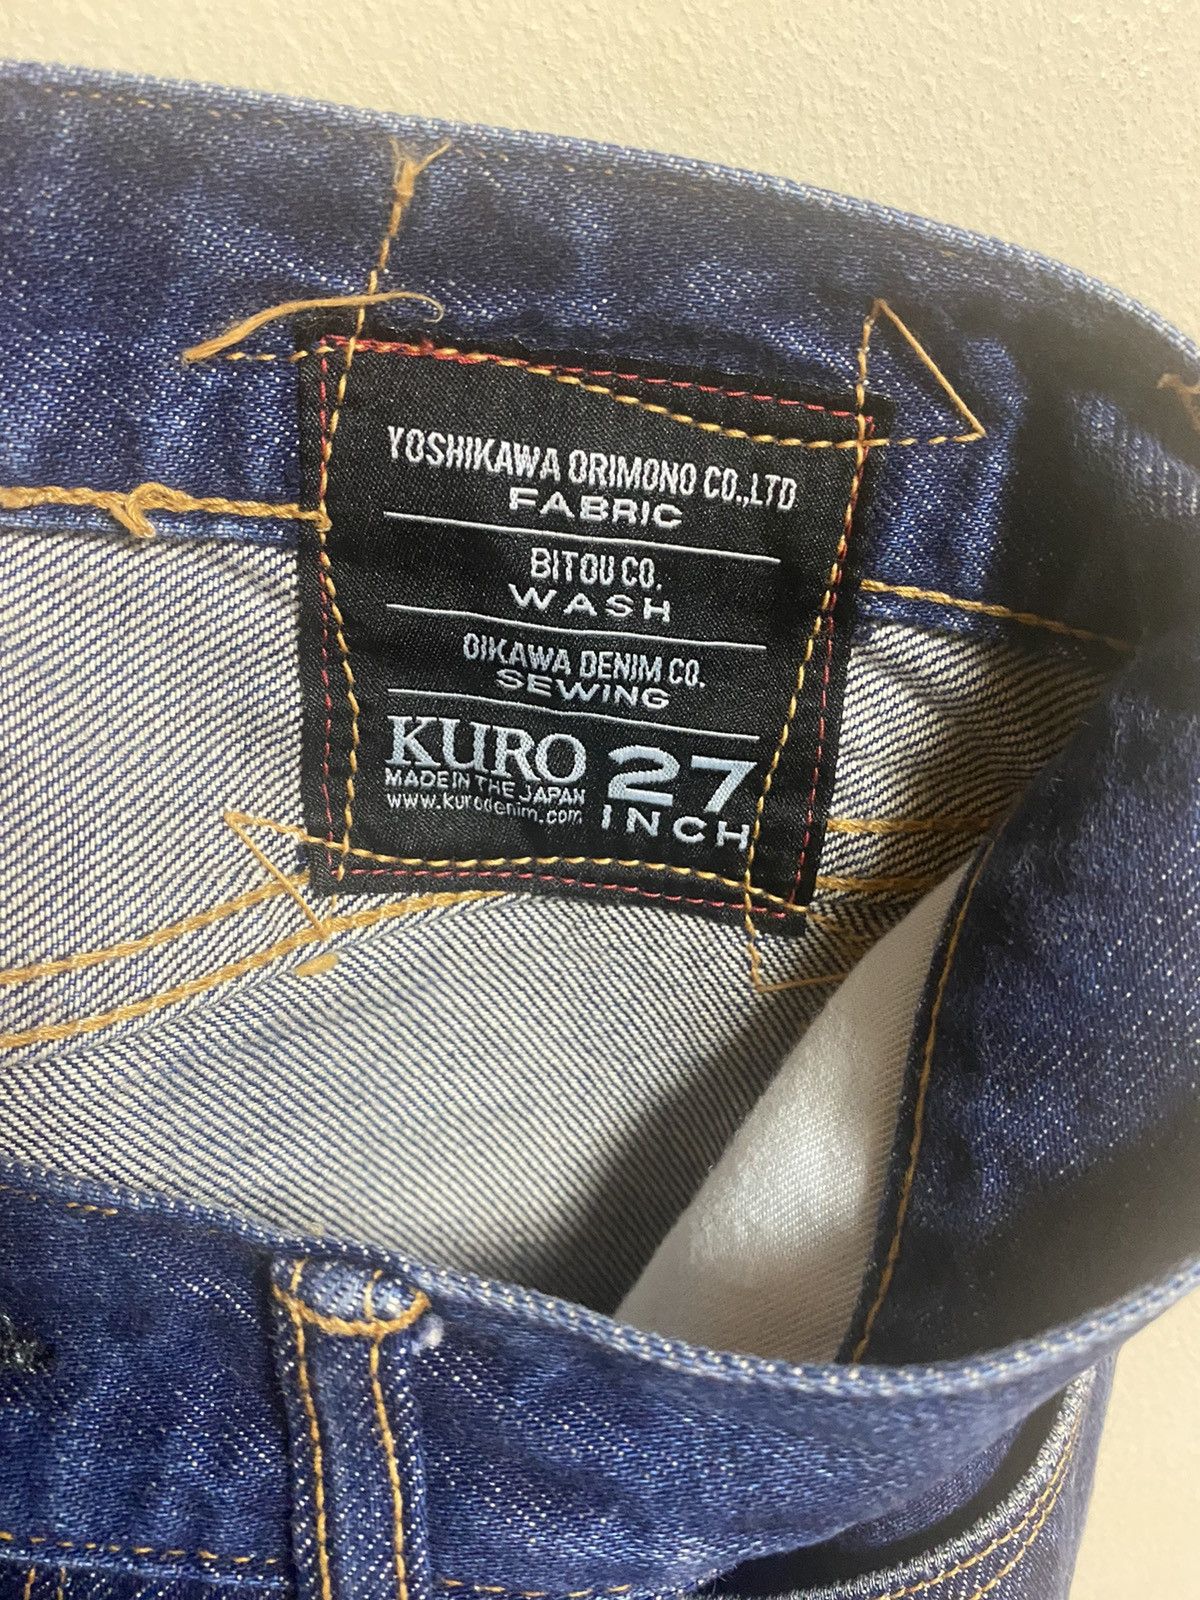 YOSHIKAWA ORIMONO CO.,LTD
FABRIC
BITOU CO.
WASH
OIKAWA DENIM CO.
SEWING
KURO
MADE IN THE JAPAN
www.kurodenim.com
27
INCH